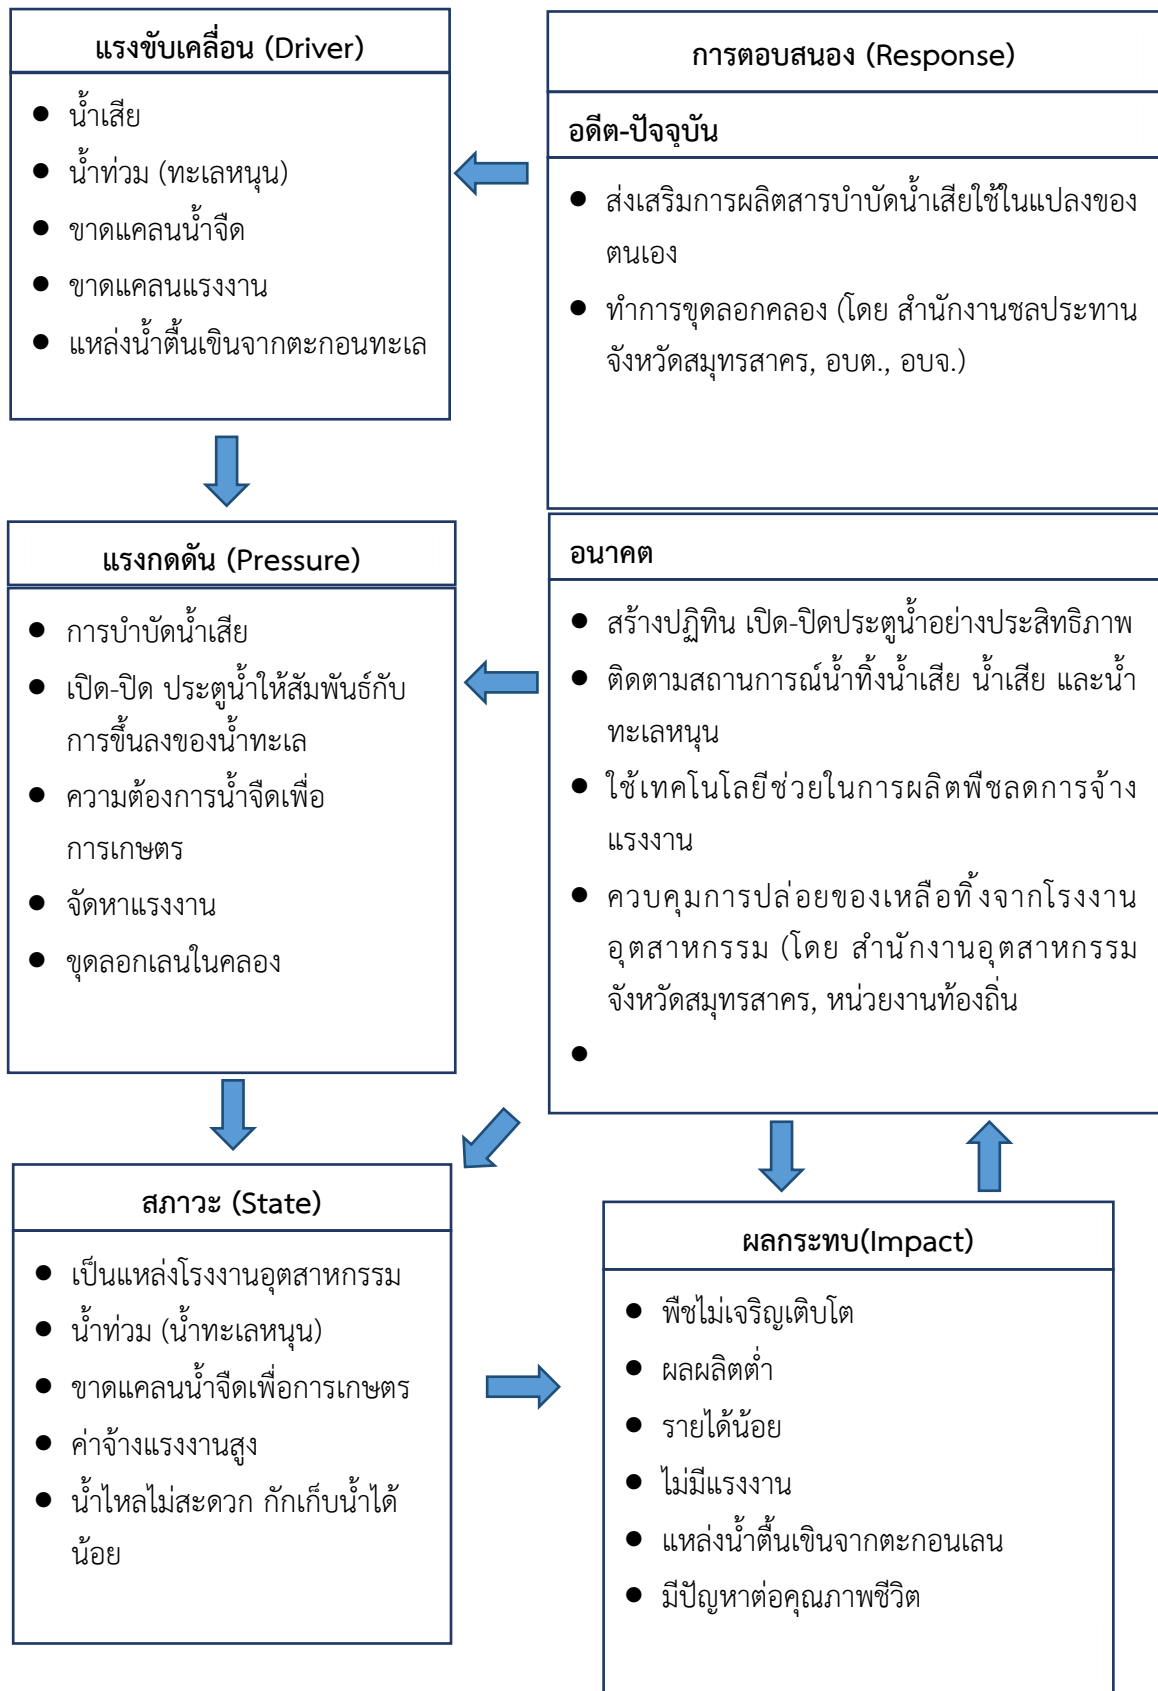 แรงขับเคลื่อน (Driver)
● น้ำเสีย
● น้ำท่วม (ทะเลหนุน)
● ขาดแคลนน้ำจืด
● ขาดแคลนแรงงาน
● แหล่งน้ำตื้นเขินจากตะกอนทะเล
การตอบสนอง (Response)
อดีต-ปัจจุบัน
● ส่งเสริมการผลิตสารบำบัดน้ำเสียใช้ในแปลงของ
ตนเอง
● ทำการขุดลอกคลอง (โดย สำนักงานชลประทาน
จังหวัดสมุทรสาคร, อบต., อบจ.)
แรงกดดัน (Pressure)
● การบำบัดน้ำเสีย
● เปิด-ปิด ประตูน้ำให้สัมพันธ์กับ
การขึ้นลงของน้ำทะเล
● ความต้องการน้ำจืดเพื่อ
การเกษตร
● จัดหาแรงงาน
● ขุดลอกเลนในคลอง
อนาคต
● สร้างปฏิทิน เปิด-ปิดประตูน้ำอย่างประสิทธิภาพ
● ติดตามสถานการณ์น้ำทิ้งน้ำเสีย น้ำเสีย และน้ำ
ทะเลหนุน
● ใช้เทคโนโลยีช่วยในการผลิตพืชลดการจ้าง
แรงงาน
● ควบคุมการปล่อยของเหลือทิ้งจากโรงงาน
อุตสาหกรรม (โดย สำนักงานอุตสาหกรรม
จังหวัดสมุทรสาคร, หน่วยงานท้องถิ่น
●
สภาวะ (State)
● เป็นแหล่งโรงงานอุตสาหกรรม
● น้ำท่วม (น้ำทะเลหนุน)
● ขาดแคลนน้ำจืดเพื่อการเกษตร
● ค่าจ้างแรงงานสูง
● น้ำไหลไม่สะดวก กักเก็บน้ำได้
น้อย
ผลกระทบ(Impact)
● พืชไม่เจริญเติบโต
● ผลผลิตต่ำ
● รายได้น้อย
● ไม่มีแรงงาน
● แหล่งน้ำตื้นเขินจากตะกอนเลน
● มีปัญหาต่อคุณภาพชีวิต